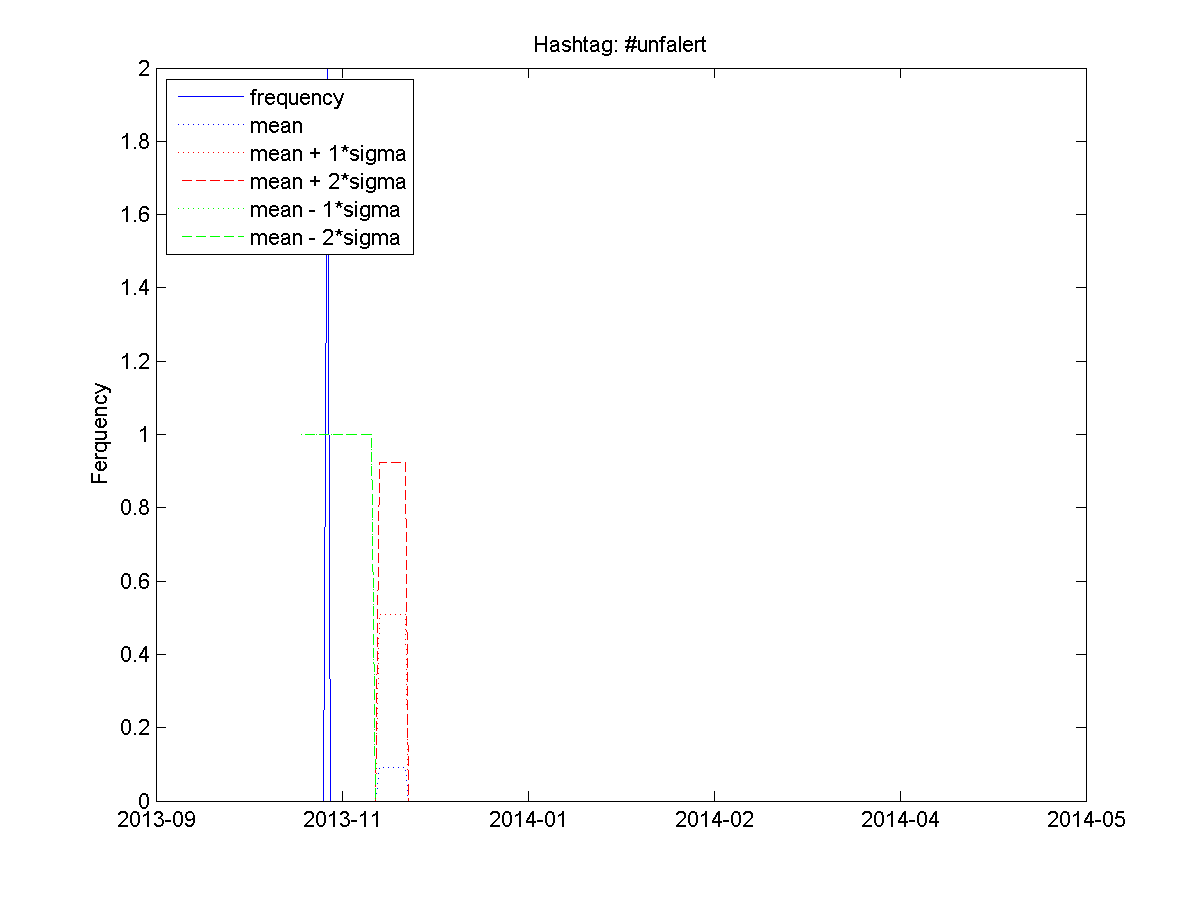 Hashtag: #unfalert
2
1.8
1.6
1.4
1.2
1
0.8
0.6
0.4
0.2
0
Ferquency
frequency
mean
mean + 1*sigma
mean + 2*sigma
mean - 1*sigma
mean - 2*sigma
2013-09 2013-11 2014-01 2014-02 2014-04 2014-05